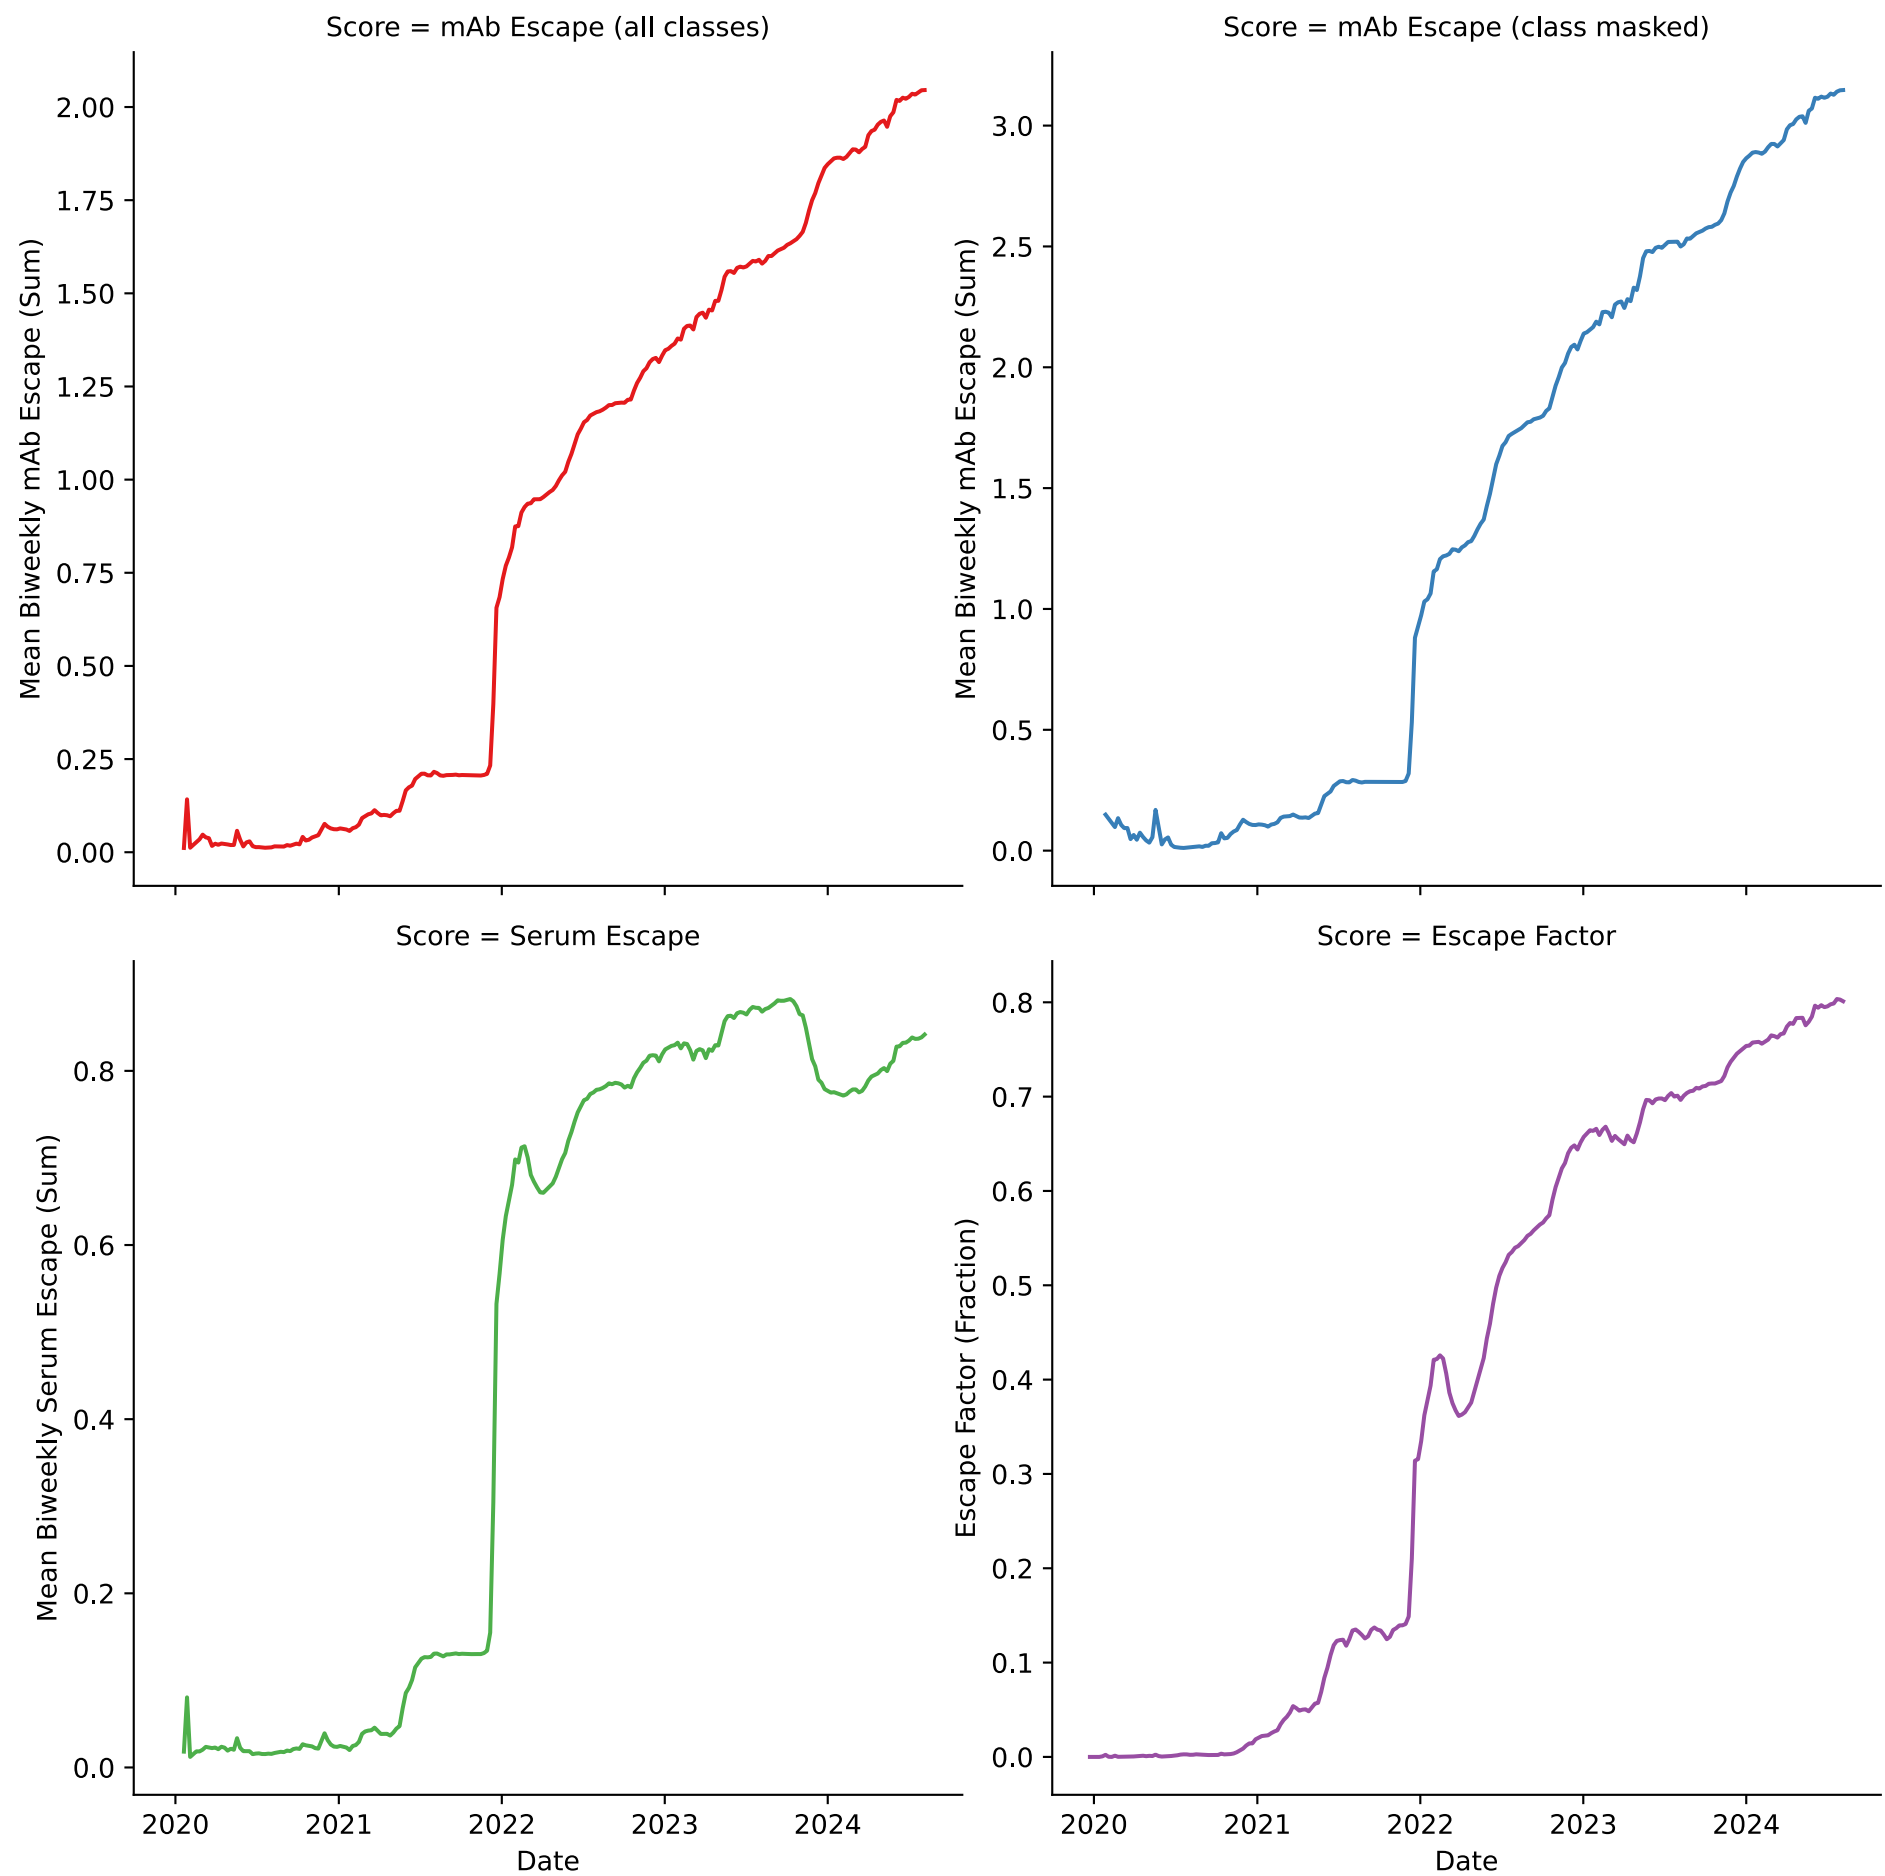 Score = mAb Escape (all classes)
Mean Biweekly mAb Escape (Sum)
2.00
1.75
1.50
1.25
1.00
0.75
0.50
0.25
0.00
Score = mAb Escape (class masked)
Mean Biweekly mAb Escape (Sum)
3.0
2.5
2.0
1.5
1.0
0.5
0.0
Score = Serum Escape
Mean Biweekly Serum Escape (Sum)
0.8
0.6
0.4
0.2
0.0
2020 2021 2022 2023 2024
Date
Score = Escape Factor
Escape Factor (Fraction)
0.8
0.7
0.6
0.5
0.4
0.3
0.2
0.1
0.0
2020 2021 2022 2023 2024
Date